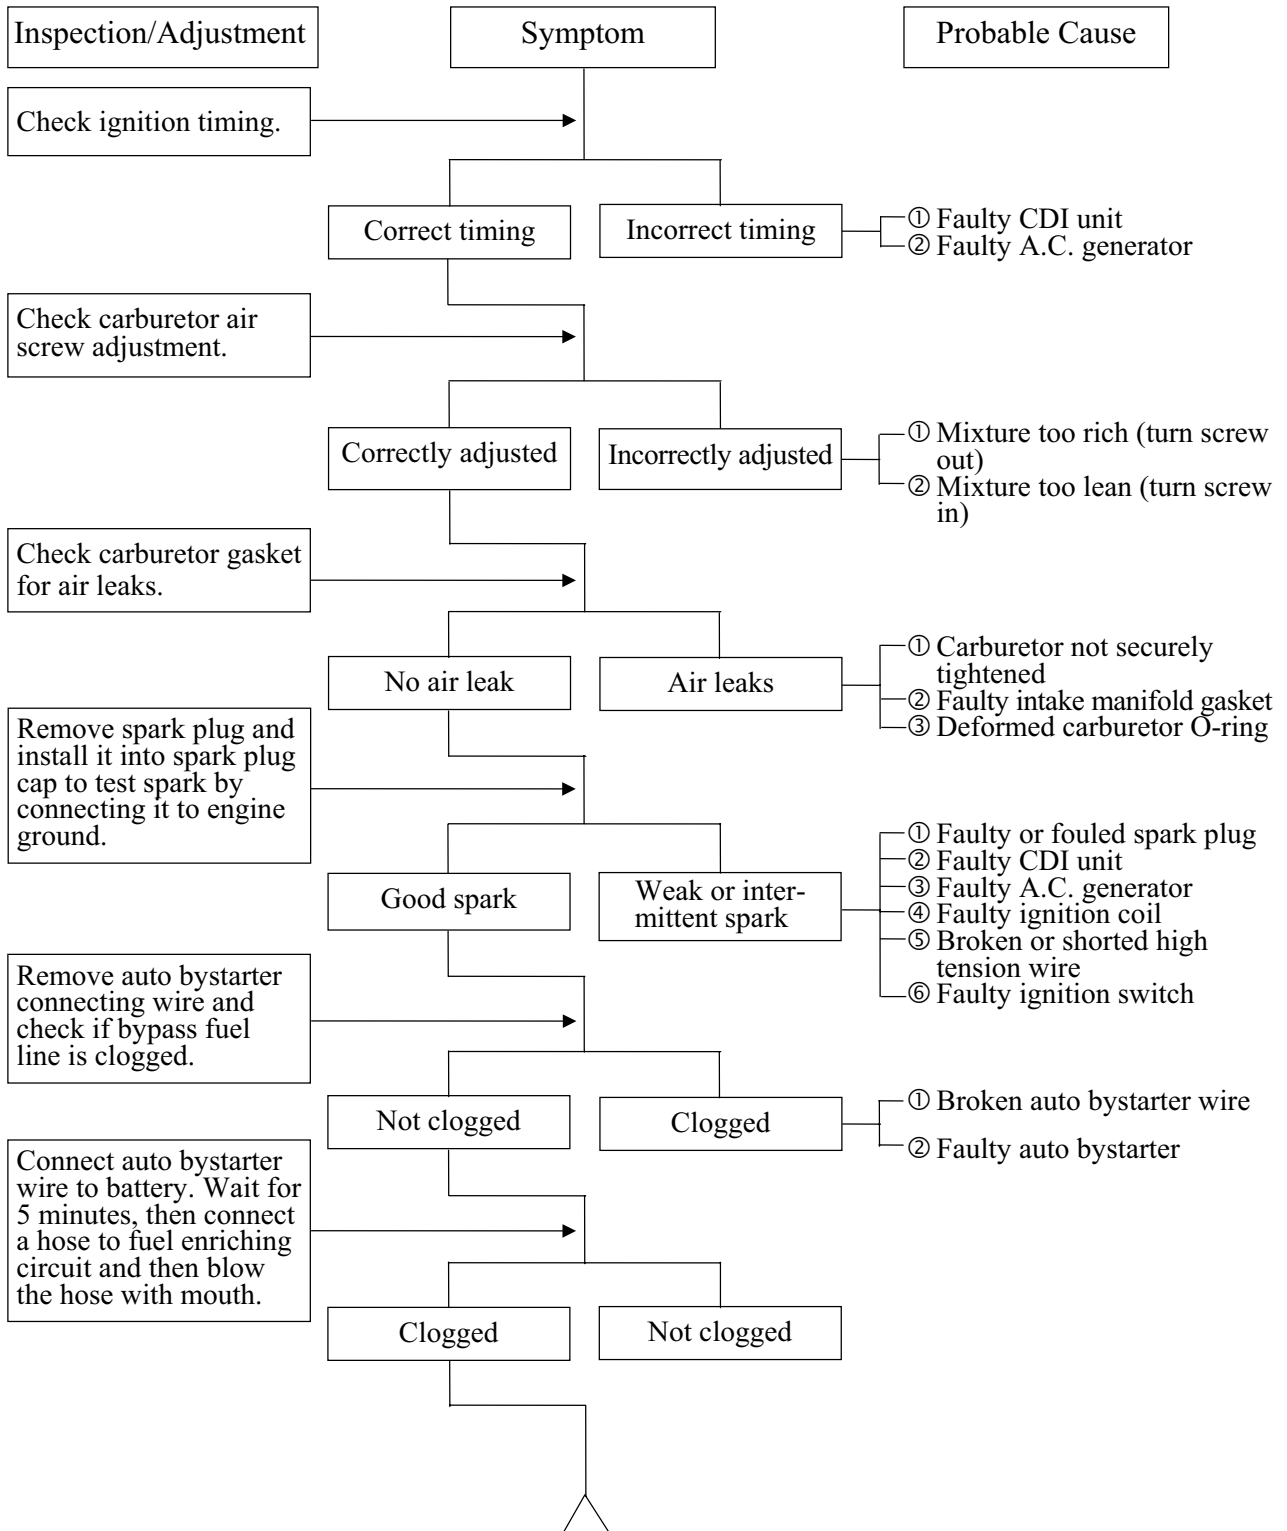 Inspection/Adjustment
Symptom
Probable Cause
Check ignition timing.
Correct timing
Incorrect timing
① Faulty CDI unit
② Faulty A.C. generator
Check carburetor air
screw adjustment.
Correctly adjusted
Incorrectly adjusted
① Mixture too rich (turn screw
out)
② Mixture too lean (turn screw
in)
Check carburetor gasket
for air leaks.
No air leak
Air leaks
① Carburetor not securely
tightened
② Faulty intake manifold gasket
③ Deformed carburetor O-ring
Remove spark plug and
install it into spark plug
cap to test spark by
connecting it to engine
ground.
Good spark
Weak or inter-
mittent spark
① Faulty or fouled spark plug
② Faulty CDI unit
③ Faulty A.C. generator
④ Faulty ignition coil
⑤ Broken or shorted high
tension wire
⑥ Faulty ignition switch
Remove auto bystarter
connecting wire and
check if bypass fuel
line is clogged.
Not clogged
Clogged
① Broken auto bystarter wire
② Faulty auto bystarter
Connect auto bystarter
wire to battery. Wait for
5 minutes, then connect
a hose to fuel enriching
circuit and then blow
the hose with mouth.
Clogged
Not clogged